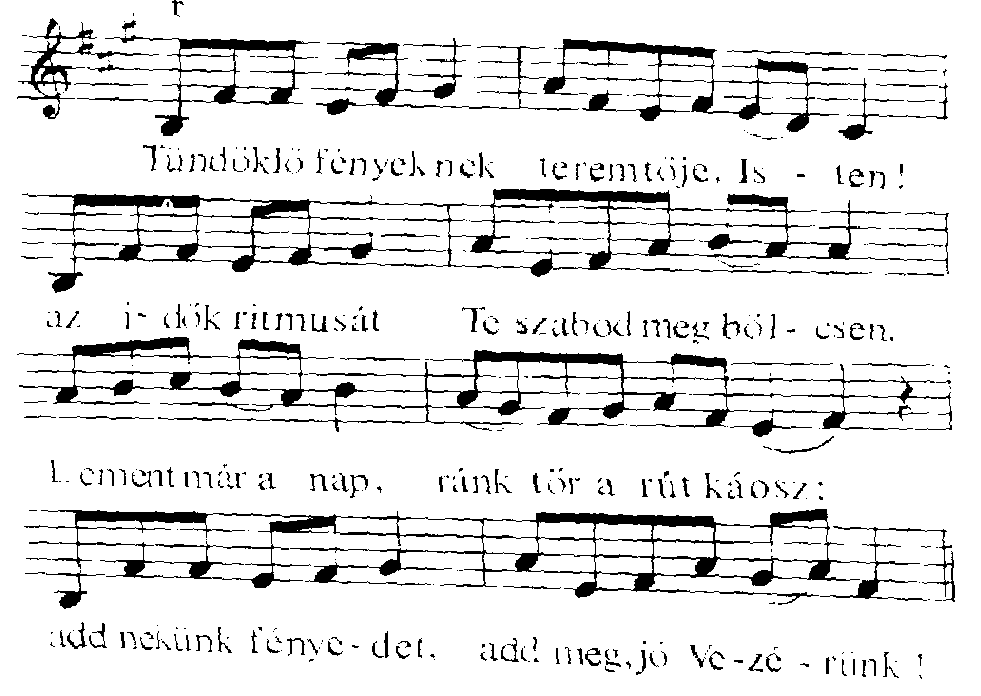 r
Tündöklő fényeknek teremtője, Is - ten!
az i- dők ritmusát Te szabod meg böl - csen.
Lement már a nap, ránk tör a rút káosz;
add nekünk fénye-det, add meg, jó Ve-zé - rünk!